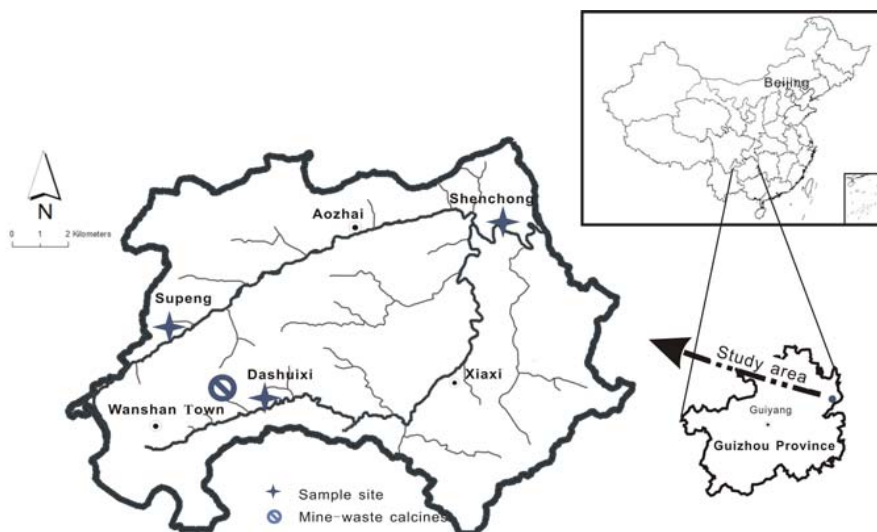 Beijing
Shenchong
Aozhai
N
0 1 2 Kilometers
Supeng
Dashuixi
Xiaxi
Wanshan Town
Study area
Guiyang
Guizhou Province
Sample site
Mine-waste calcines